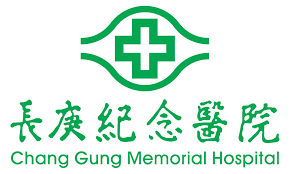 長庚紀念醫院
Chang Gung Memorial Hospital